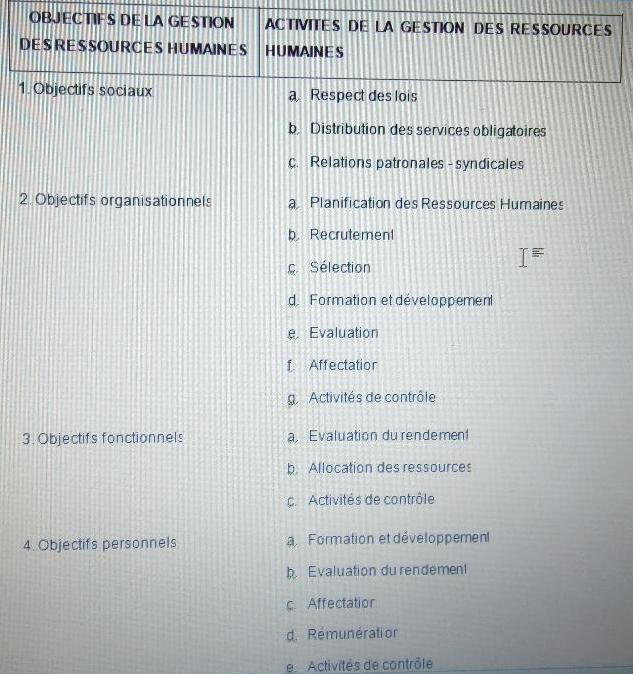 OBJECTIFS DE LA GESTION
DES RESSOURCES HUMAINES
ACTIVITES DE LA GESTION DES RESSOURCES
HUMAINES
1. Objectifs sociaux
a. Respect des lois
b. Distribution des services obligatoires
c. Relations patronales - syndicales
2. Objectifs organisationnels
a. Planification des Ressources Humaines
b. Recrutement
c. Sélection
d. Formation et développement
e. Evaluation
f. Affectation
g. Activités de contrôle
3. Objectifs fonctionnels
a. Evaluation du rendement
b. Allocation des ressources
c. Activités de contrôle
4. Objectifs personnels
a. Formation et développement
b. Evaluation du rendement
c. Affectation
d. Rémunération
e. Activités de contrôle